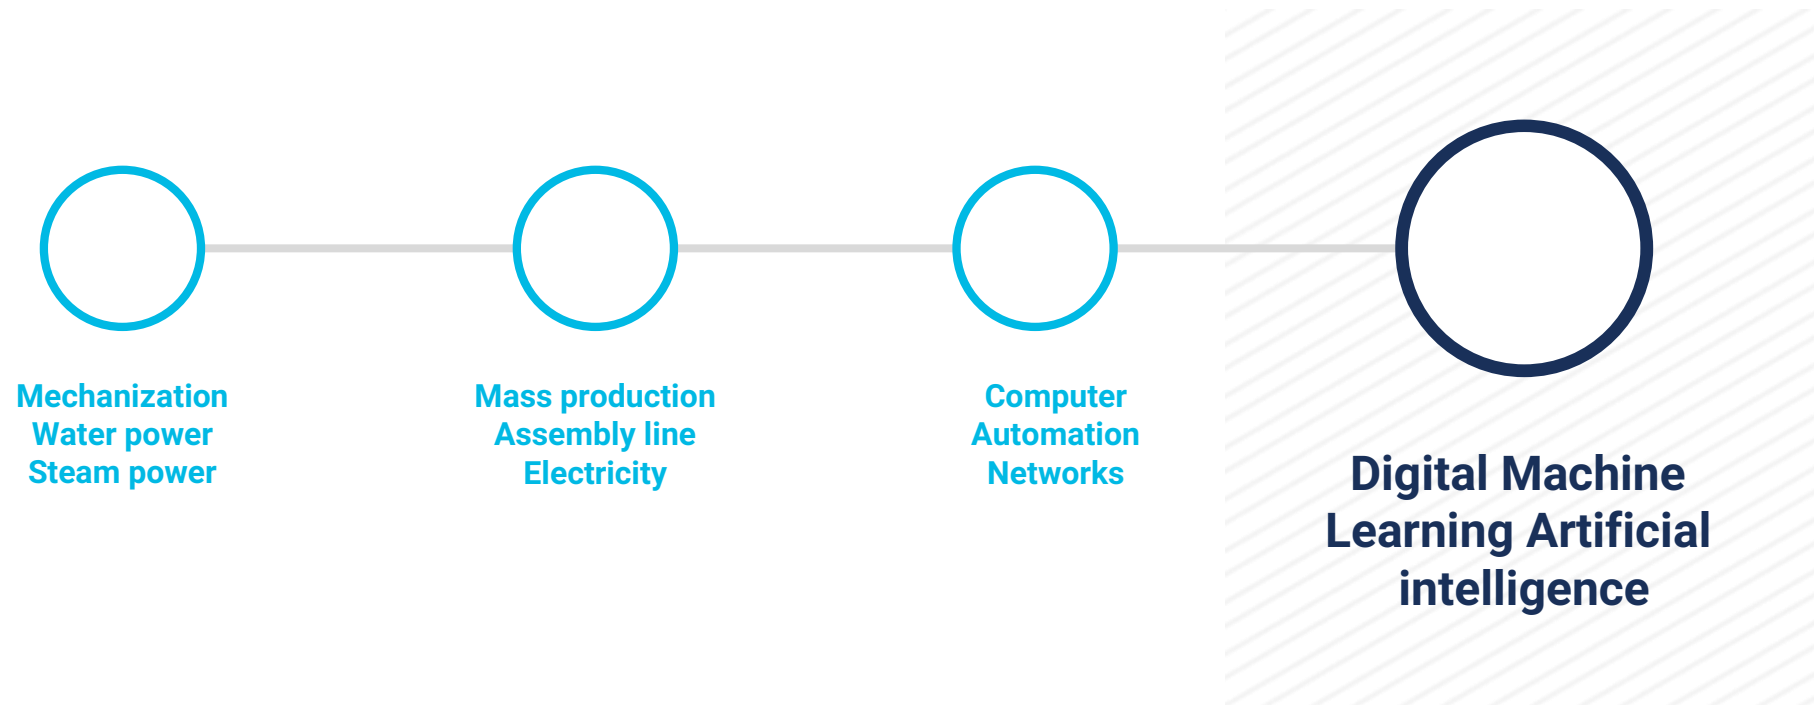 Mechanization
Water power
Steam power
Mass production
Assembly line
Electricity
Computer
Automation
Networks
Digital Machine
Learning Artificial
intelligence